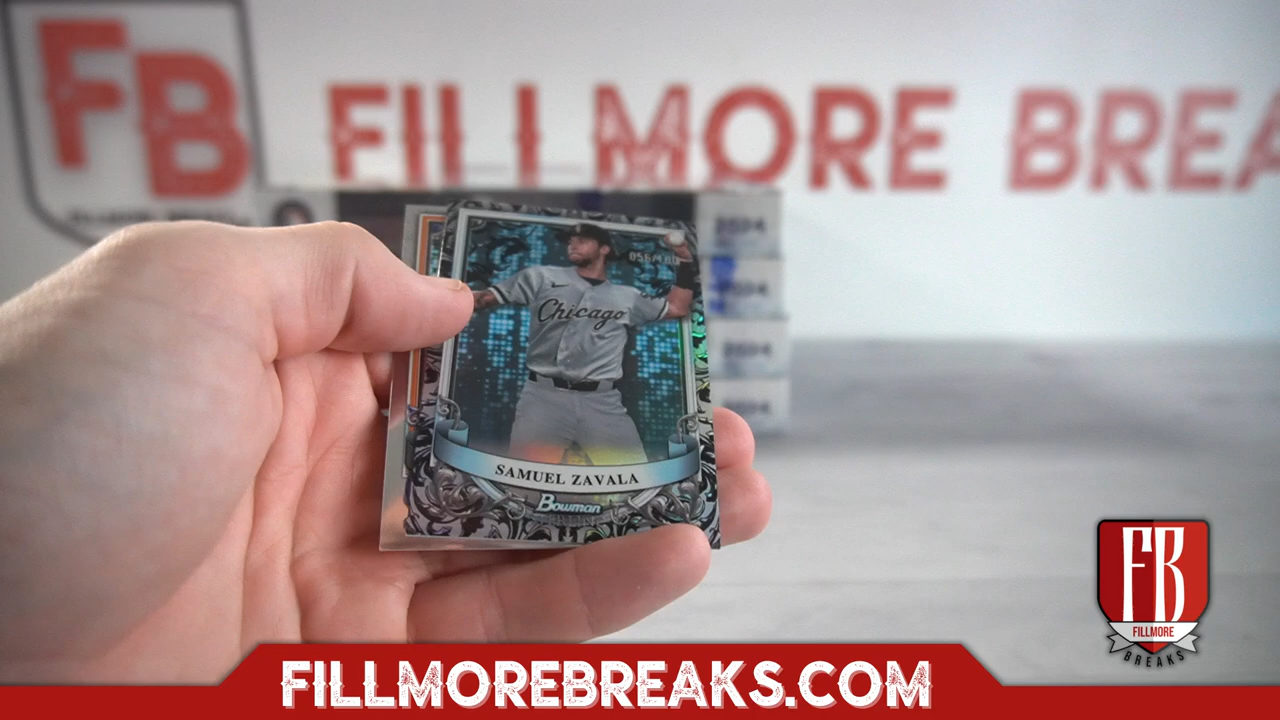 FB
FILLMORE BREA
Chicago
SAMUEL ZAVALA
Bowman
FB
FILLMORE
BREAKS
FILLMOREBREAKS.COM